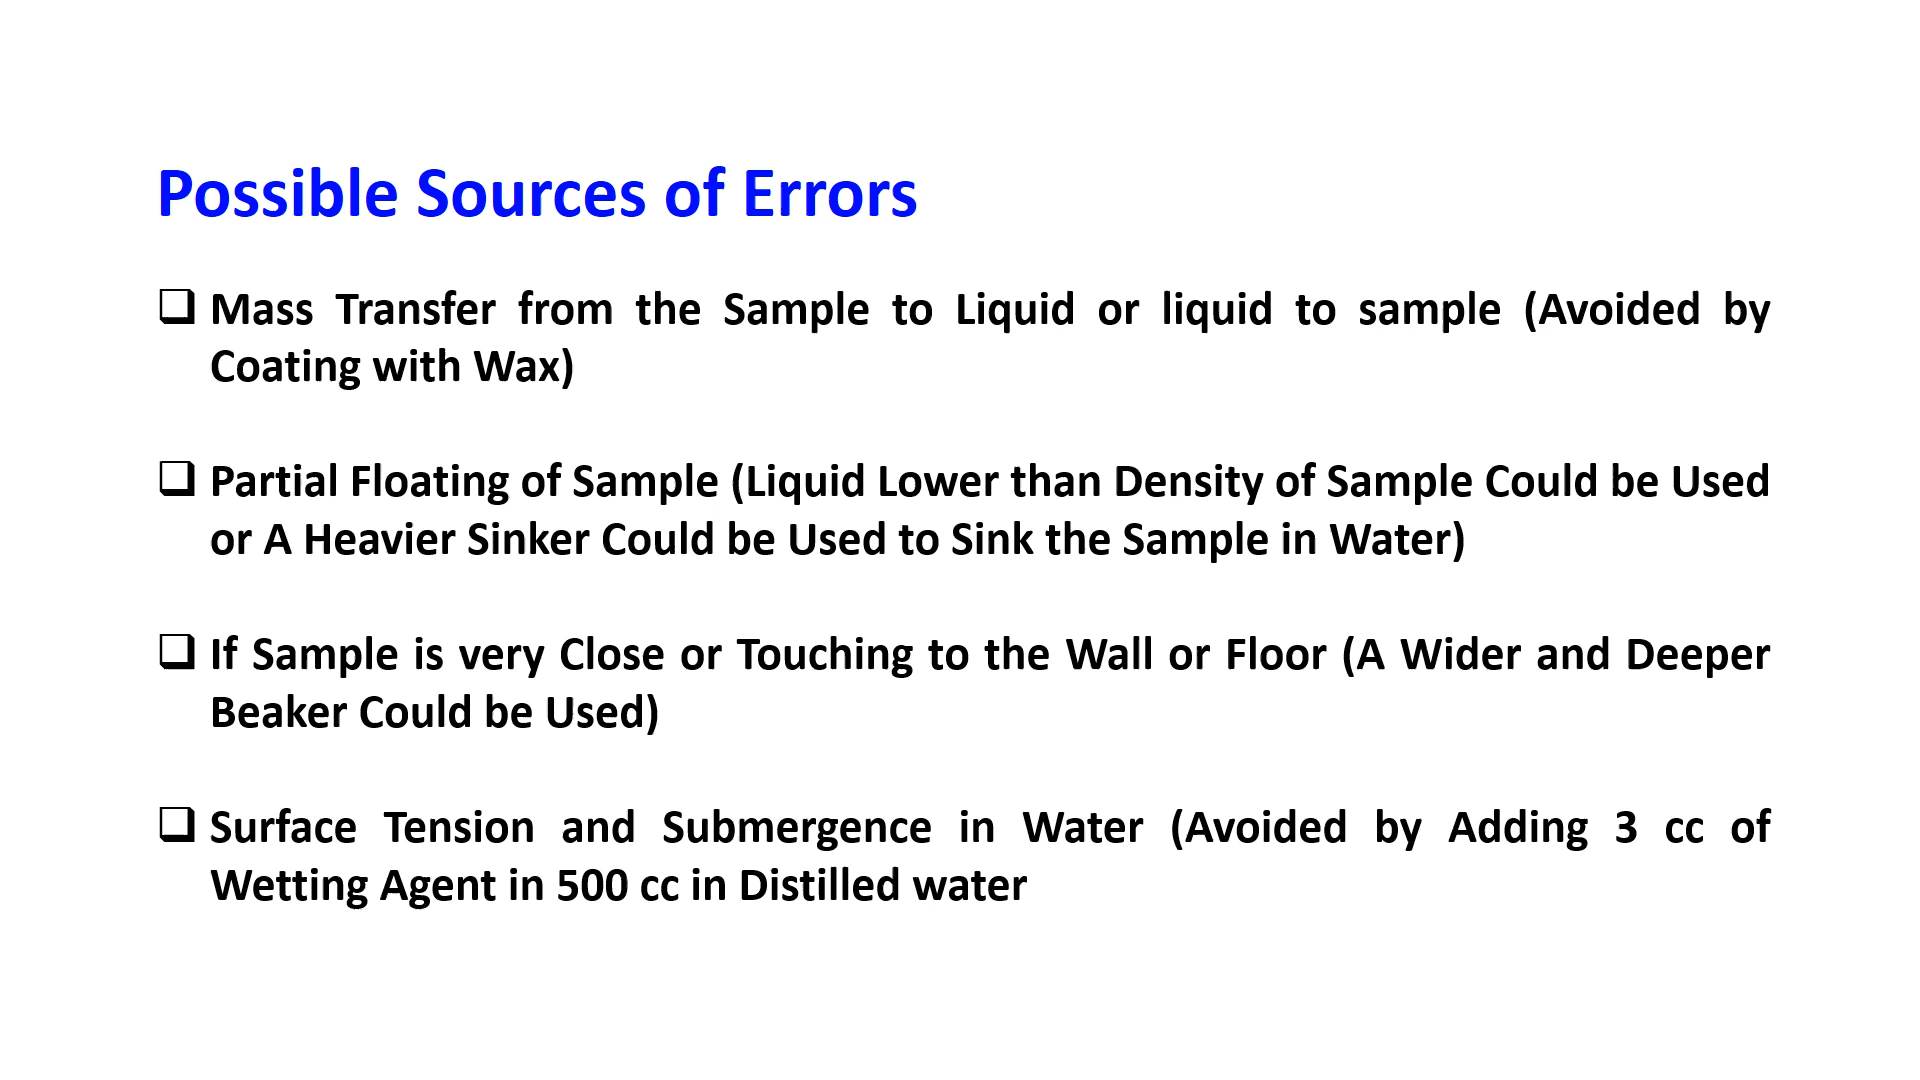 Possible Sources of Errors
❑ Mass Transfer from the Sample to Liquid or liquid to sample (Avoided by
Coating with Wax)
❑ Partial Floating of Sample (Liquid Lower than Density of Sample Could be Used
or A Heavier Sinker Could be Used to Sink the Sample in Water)
❑ If Sample is very Close or Touching to the Wall or Floor (A Wider and Deeper
Beaker Could be Used)
❑ Surface Tension and Submergence in Water (Avoided by Adding 3 cc of
Wetting Agent in 500 cc in Distilled water